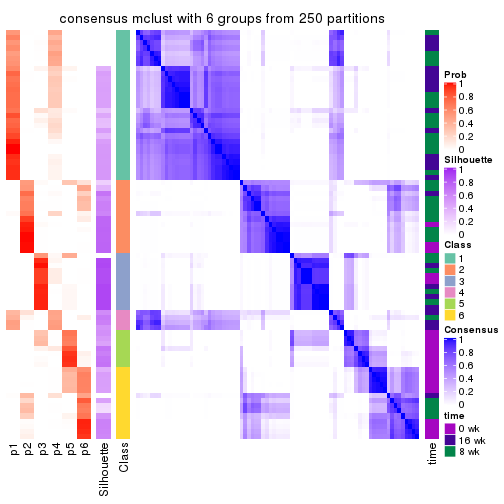 consensus mclust with 6 groups from 250 partitions
Prob
1
0.8
0.6
0.4
0.2
0
Silhouette
1
0.8
0.6
0.4
0.2
0
Class
1
2
3
4
5
6
Consensus
1
0.8
0.6
0.4
0.2
0
time
0 wk
16 wk
8 wk
p1
p2
p3
p4
p5
p6
Silhouette
Class
time